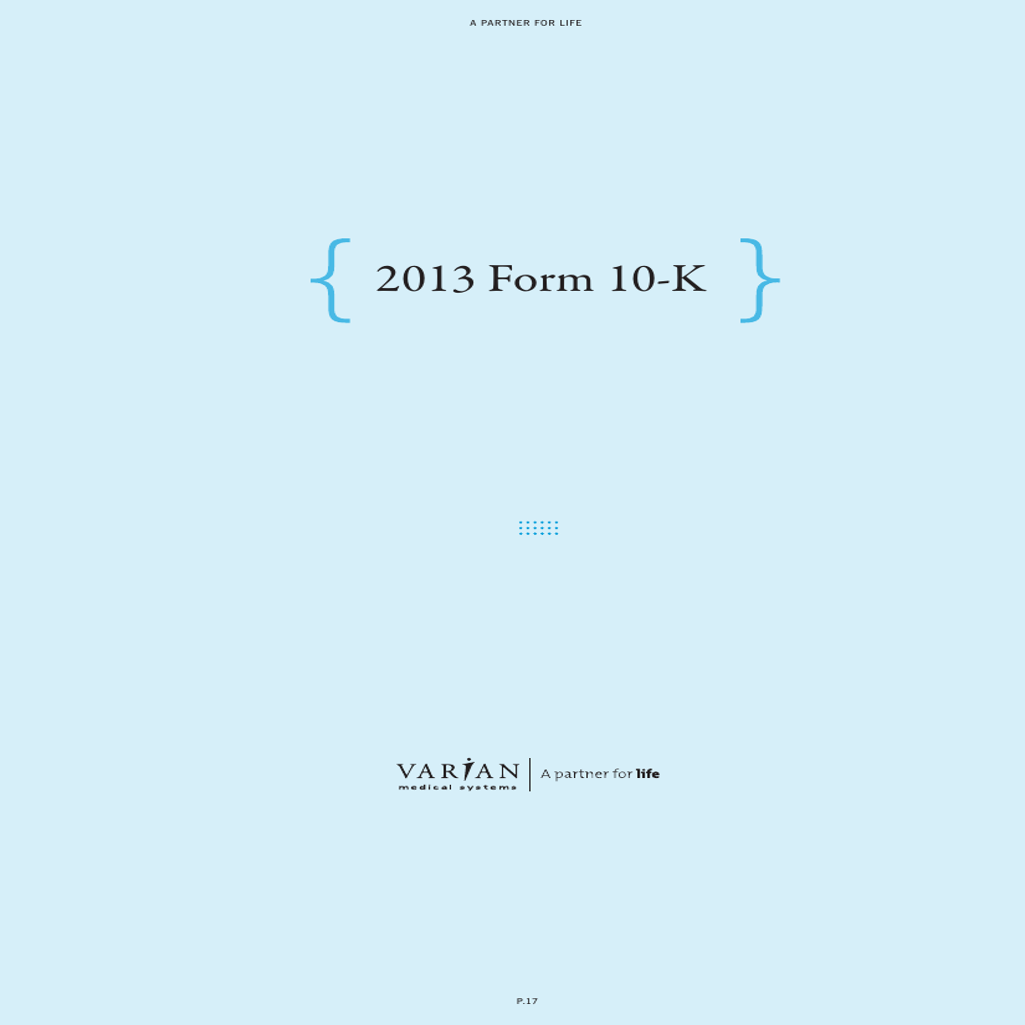 A PARTNER FOR LIFE
{ 2013 Form 10-K }
VARIAN
medical systems
A partner for life
P.17